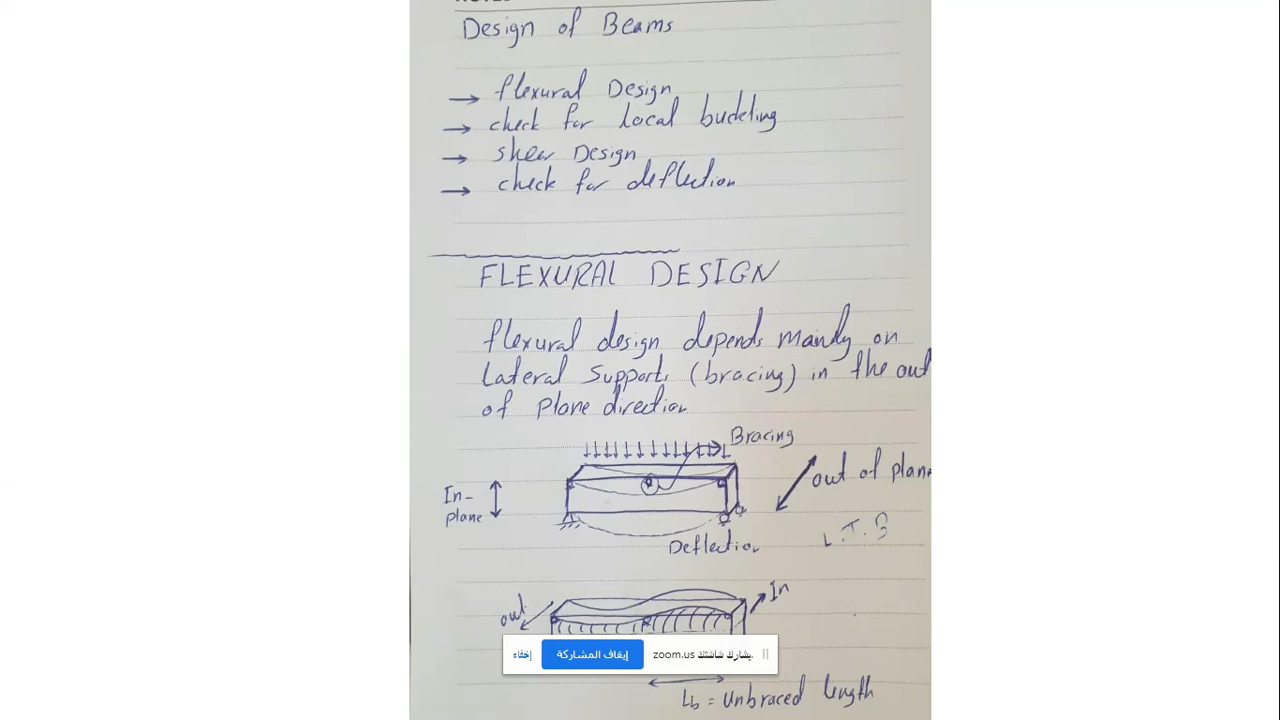 NOTES
Design of Beams
→ flexural Design
→ check for local buckling
→ shear Design
→ check for deflection
FLEXURAL DESIGN
flexural design depends mainly on
Lateral Supports (bracing) in the out
of plane direction
Bracing
out of plane
In-
plane
L.T.B
Deflection
In
out
إخفاء
إيقاف المشاركة
zoom.us يشارك شاشتك.
Lb = Unbraced length